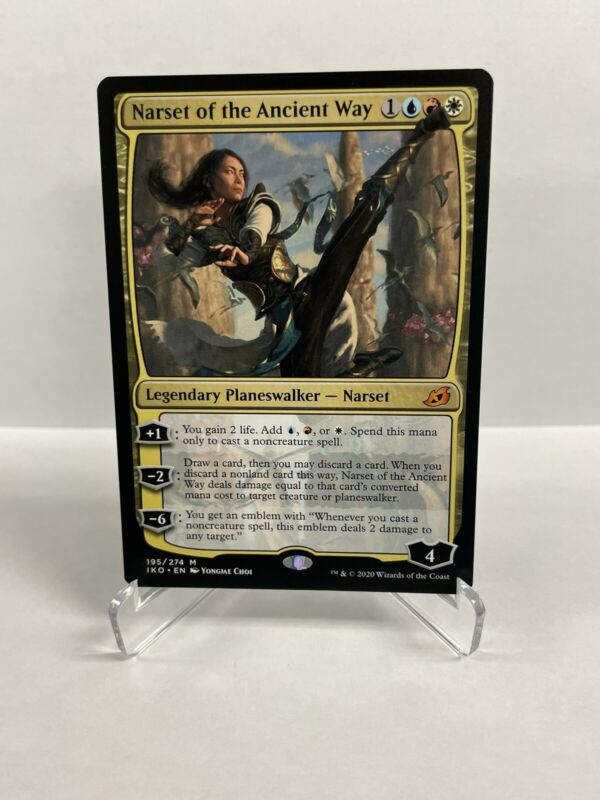 Narset of the Ancient Way 1
Legendary Planeswalker — Narset
+1 : You gain 2 life. Add , , or . Spend this mana
only to cast a noncreature spell.
-2 : Draw a card, then you may discard a card. When you
discard a nonland card this way, Narset of the Ancient
Way deals damage equal to that card's converted
mana cost to target creature or planeswalker.
-6 : You get an emblem with “Whenever you cast a
noncreature spell, this emblem deals 2 damage to
any target.”
4
195/274 M
IKO • EN Yongjae Choi
™ & © 2020 Wizards of the Coast